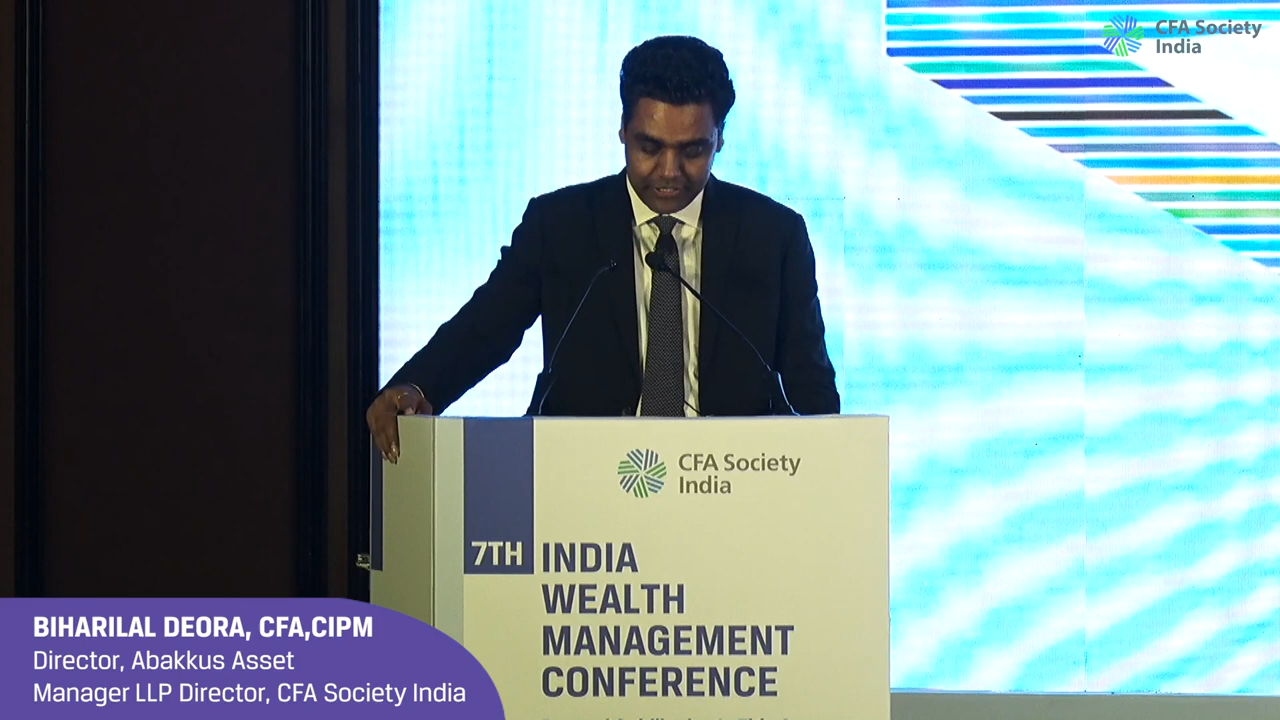 CFA Society
India
CFA Society
India
7TH
INDIA
WEALTH
MANAGEMENT
CONFERENCE
BIHARILAL DEORA, CFA,CIPM
Director, Abakkus Asset
Manager LLP Director, CFA Society India